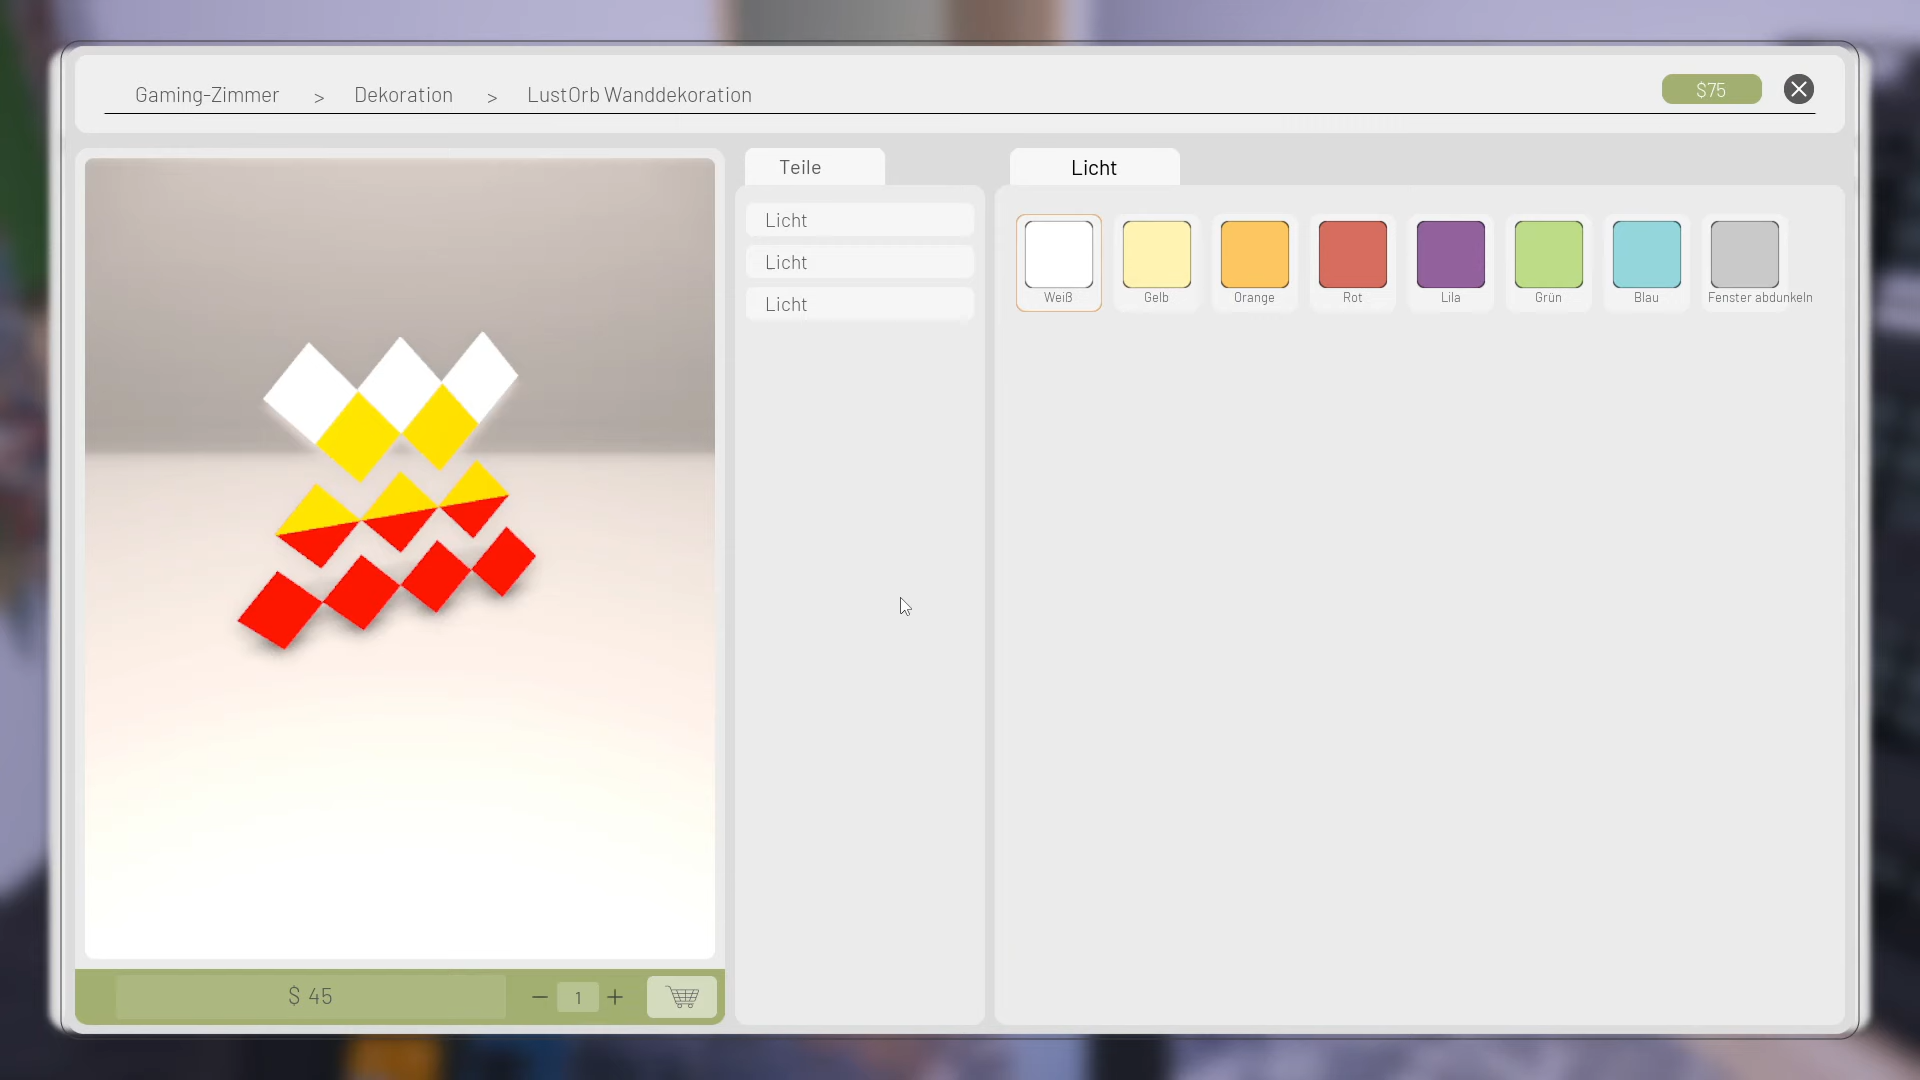 Gaming-Zimmer > Dekoration > LustOrb Wanddekoration
$75
Teile
Licht
Licht
Licht
Licht
Weiß
Gelb
Orange
Rot
Lila
Grün
Blau
Fenster abdunkeln
$ 45
− 1 +